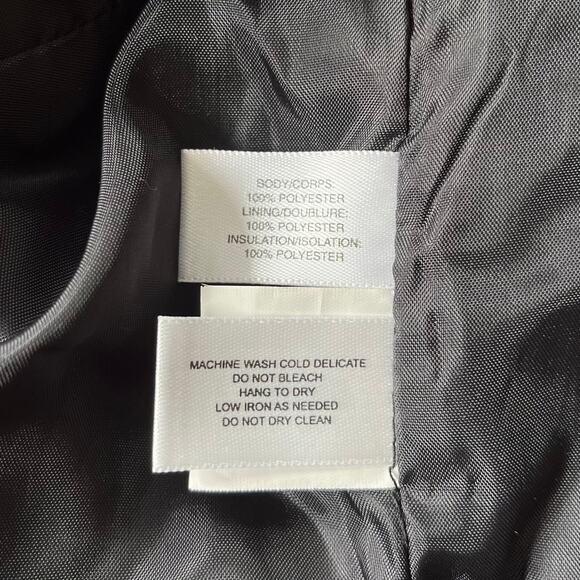 BODY/CORPS:
100% POLYESTER
LINING/DOUBLURE:
100% POLYESTER
INSULATION/ISOLATION:
100% POLYESTER
MACHINE WASH COLD DELICATE
DO NOT BLEACH
HANG TO DRY
LOW IRON AS NEEDED
DO NOT DRY CLEAN